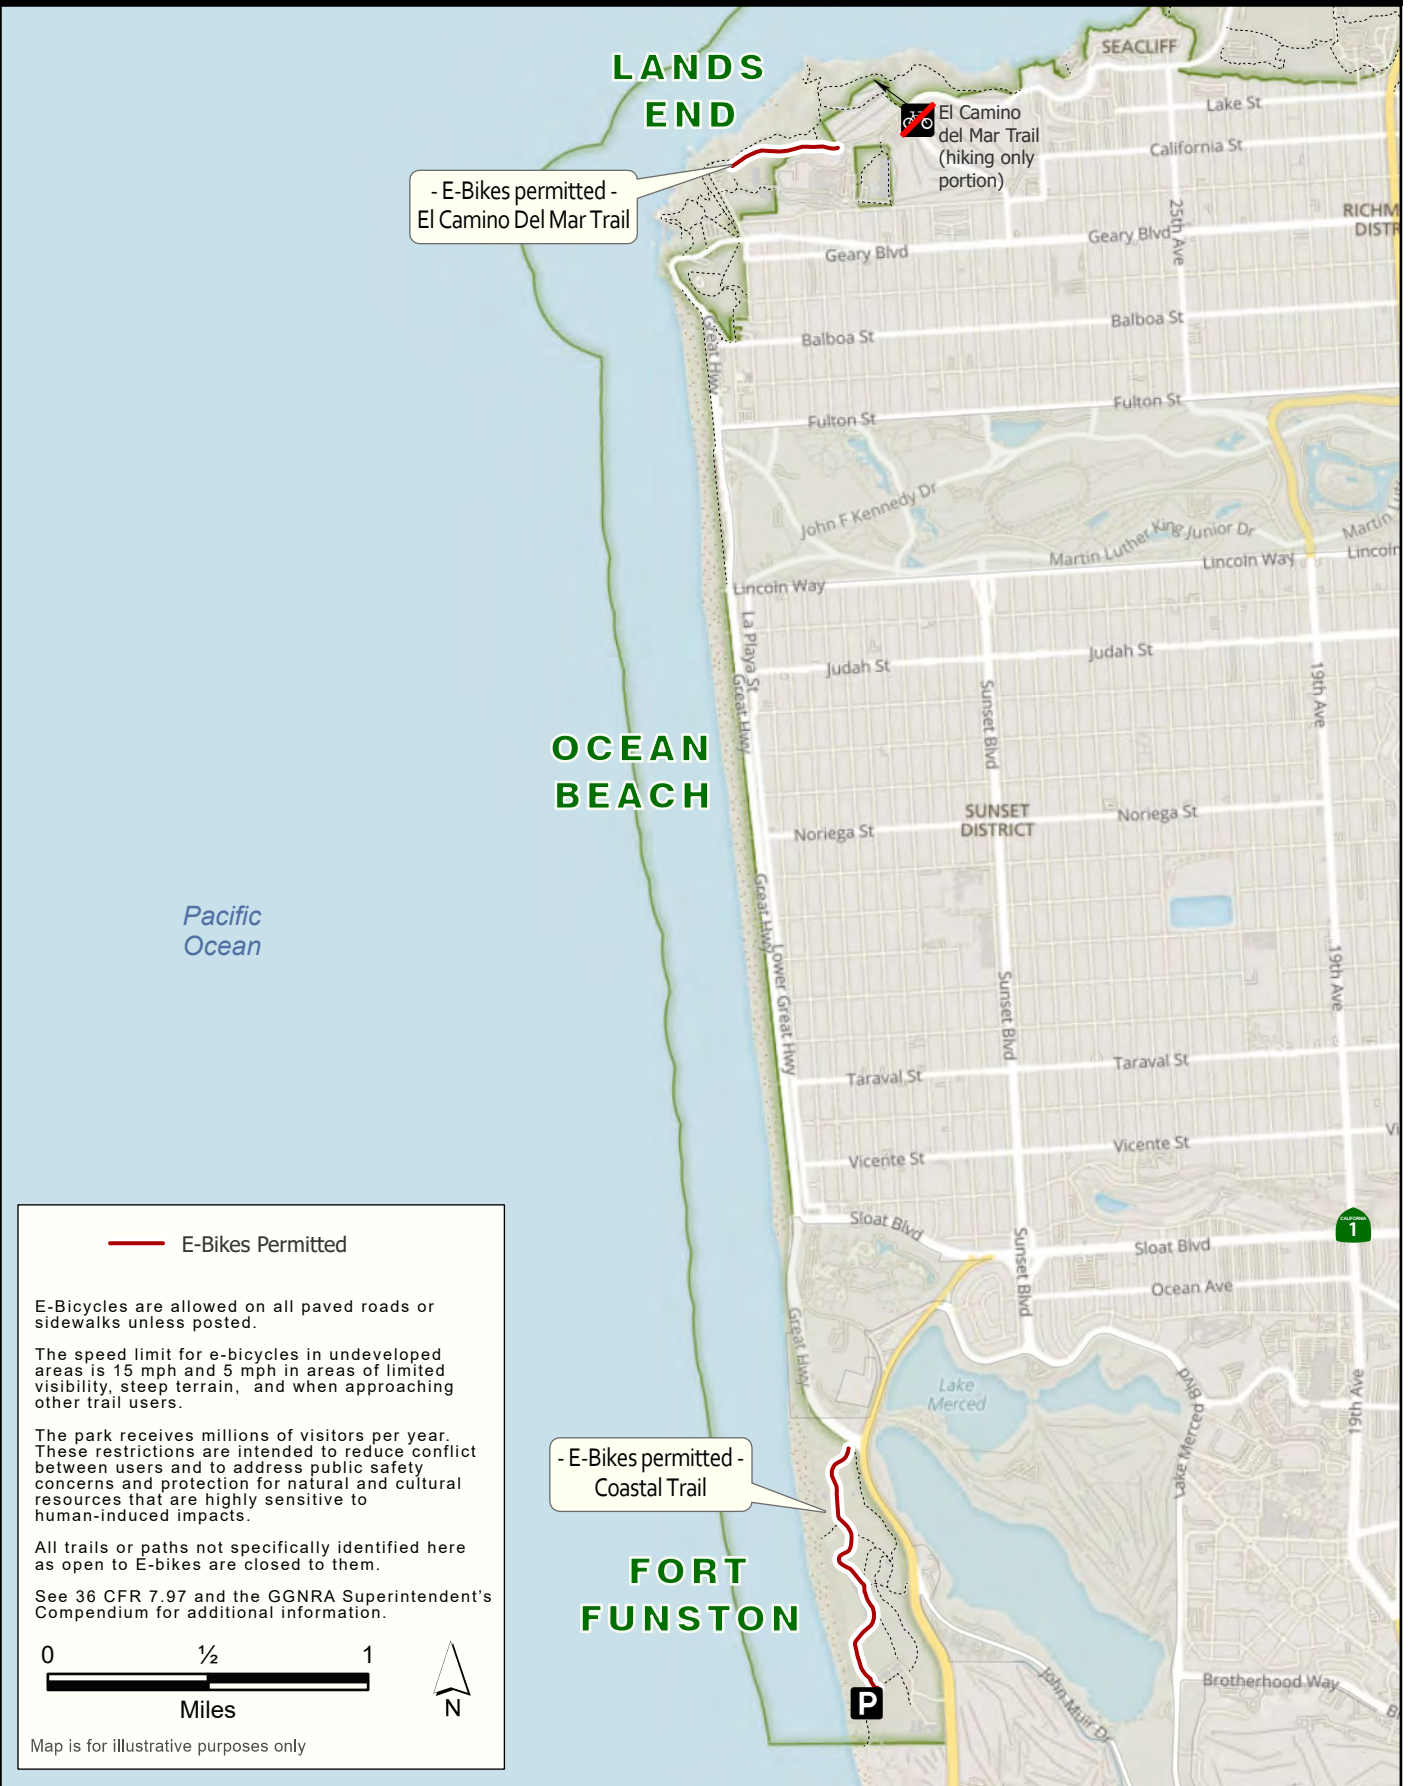 LANDS
END
SEACLIFF
Lake St
El Camino
del Mar Trail
(hiking only
portion)
California St
- E-Bikes permitted -
El Camino Del Mar Trail
25th Ave
RICHM
DISTR
Geary Blvd
Geary Blvd
Great Hwy
Balboa St
Balboa St
Fulton St
Fulton St
John F Kennedy Dr
Martin Luther King Junior Dr
Martin Lut
Lincoln Way
Lincoln Way
Lincoln
La Playa St
Great Hwy
Judah St
Judah St
Sunset Blvd
19th Ave
OCEAN
BEACH
SUNSET
DISTRICT
Noriega St
Noriega St
Great Hwy
Pacific
Ocean
Lower Great Hwy
Sunset Blvd
19th Ave
Taraval St
Taraval St
Vicente St
Vicente St
Vi
Sloat Blvd
Sloat Blvd
CALIFORNIA
1
Sunset Blvd
Ocean Ave
Great Hwy
Lake
Merced
Lake Merced Blvd
19th Ave
- E-Bikes permitted -
Coastal Trail
FORT
FUNSTON
P
John Muir Dr
Brotherhood Way
B
E-Bikes Permitted
E-Bicycles are allowed on all paved roads or
sidewalks unless posted.
The speed limit for e-bicycles in undeveloped
areas is 15 mph and 5 mph in areas of limited
visibility, steep terrain, and when approaching
other trail users.
The park receives millions of visitors per year.
These restrictions are intended to reduce conflict
between users and to address public safety
concerns and protection for natural and cultural
resources that are highly sensitive to
human-induced impacts.
All trails or paths not specifically identified here
as open to E-bikes are closed to them.
See 36 CFR 7.97 and the GGNRA Superintendent's
Compendium for additional information.
0 ½ 1
Miles
N
Map is for illustrative purposes only